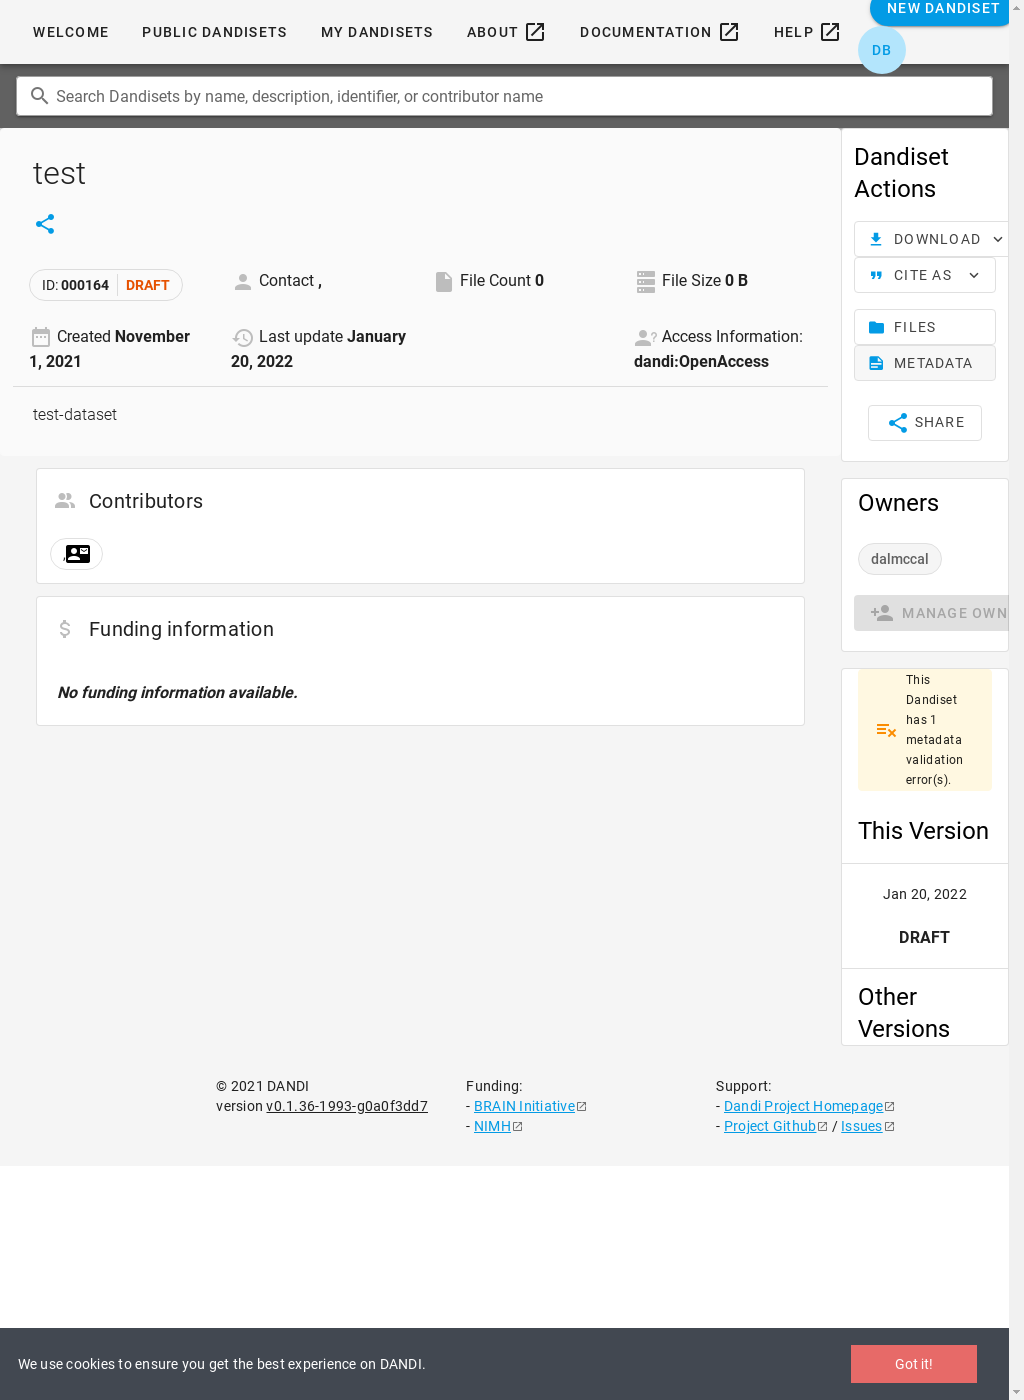 WELCOME
PUBLIC DANDISETS
MY DANDISETS
ABOUT
DOCUMENTATION
HELP
NEW DANDISET
DB
Search Dandisets by name, description, identifier, or contributor name
test
ID: 000164 DRAFT
Contact ,
File Count 0
File Size 0 B
Created November
1, 2021
Last update January
20, 2022
Access Information:
dandi:OpenAccess
test-dataset
Contributors
,
Funding information
No funding information available.
Dandiset
Actions
DOWNLOAD
CITE AS
FILES
METADATA
SHARE
Owners
dalmccal
MANAGE OWN
This
Dandiset
has 1
metadata
validation
error(s).
This Version
Jan 20, 2022
DRAFT
Other
Versions
© 2021 DANDI
version v0.1.36-1993-g0a0f3dd7
Funding:
- BRAIN Initiative
- NIMH
Support:
- Dandi Project Homepage
- Project Github / Issues
We use cookies to ensure you get the best experience on DANDI.
Got it!